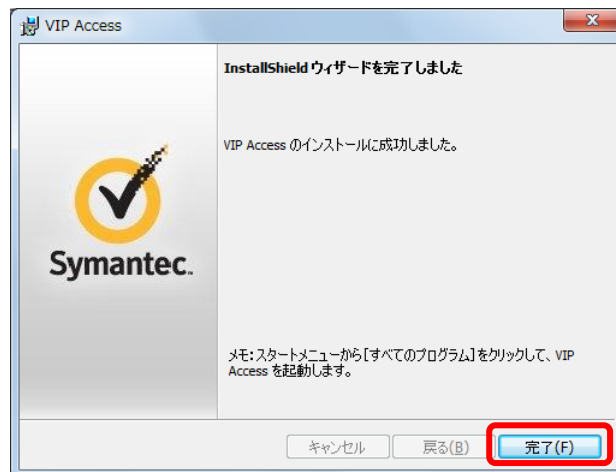 VIP Access
InstallShield ウィザードを完了しました
VIP Access のインストールに成功しました。
Symantec.
メモ:スタートメニューから[すべてのプログラム]をクリックして、VIP
Access を起動します。
キャンセル
戻る(B)
完了(F)